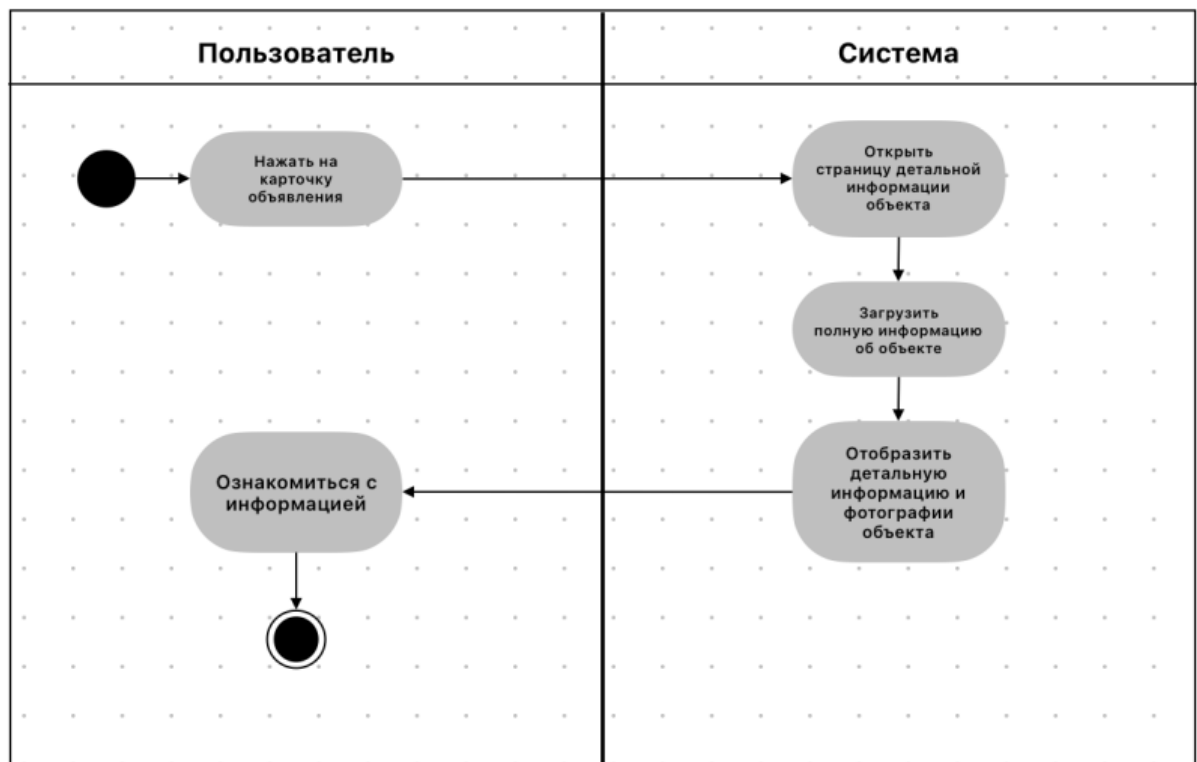 Пользователь
Система
Нажать на
карточку
объявления
Открыть
страницу детальной
информации
объекта
Загрузить
полную информацию
об объекте
Отобразить
детальную
информацию и
фотографии
объекта
Ознакомиться с
информацией